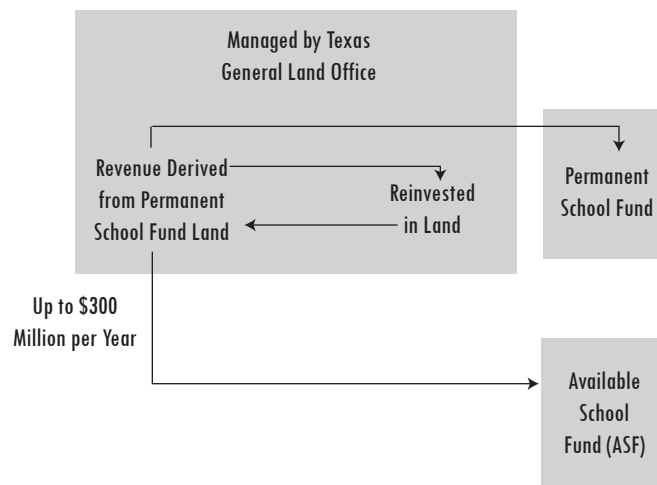 Managed by Texas
General Land Office
Revenue Derived
from Permanent
School Fund Land
Reinvested
in Land
Permanent
School Fund
Up to $300
Million per Year
Available
School
Fund (ASF)